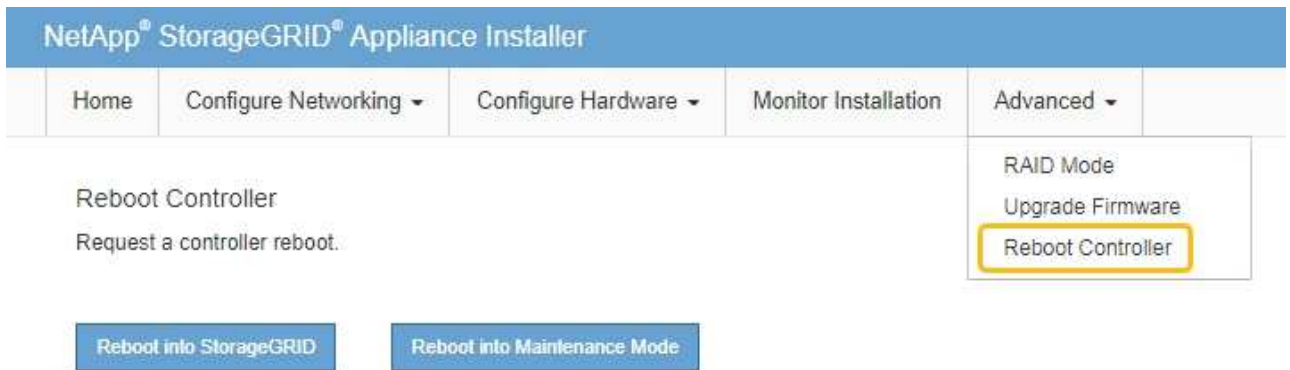 NetApp® StorageGRID® Appliance Installer
Home Configure Networking Configure Hardware Monitor Installation Advanced
RAID Mode
Upgrade Firmware
Reboot Controller
Reboot Controller
Request a controller reboot.
Reboot into StorageGRID Reboot into Maintenance Mode